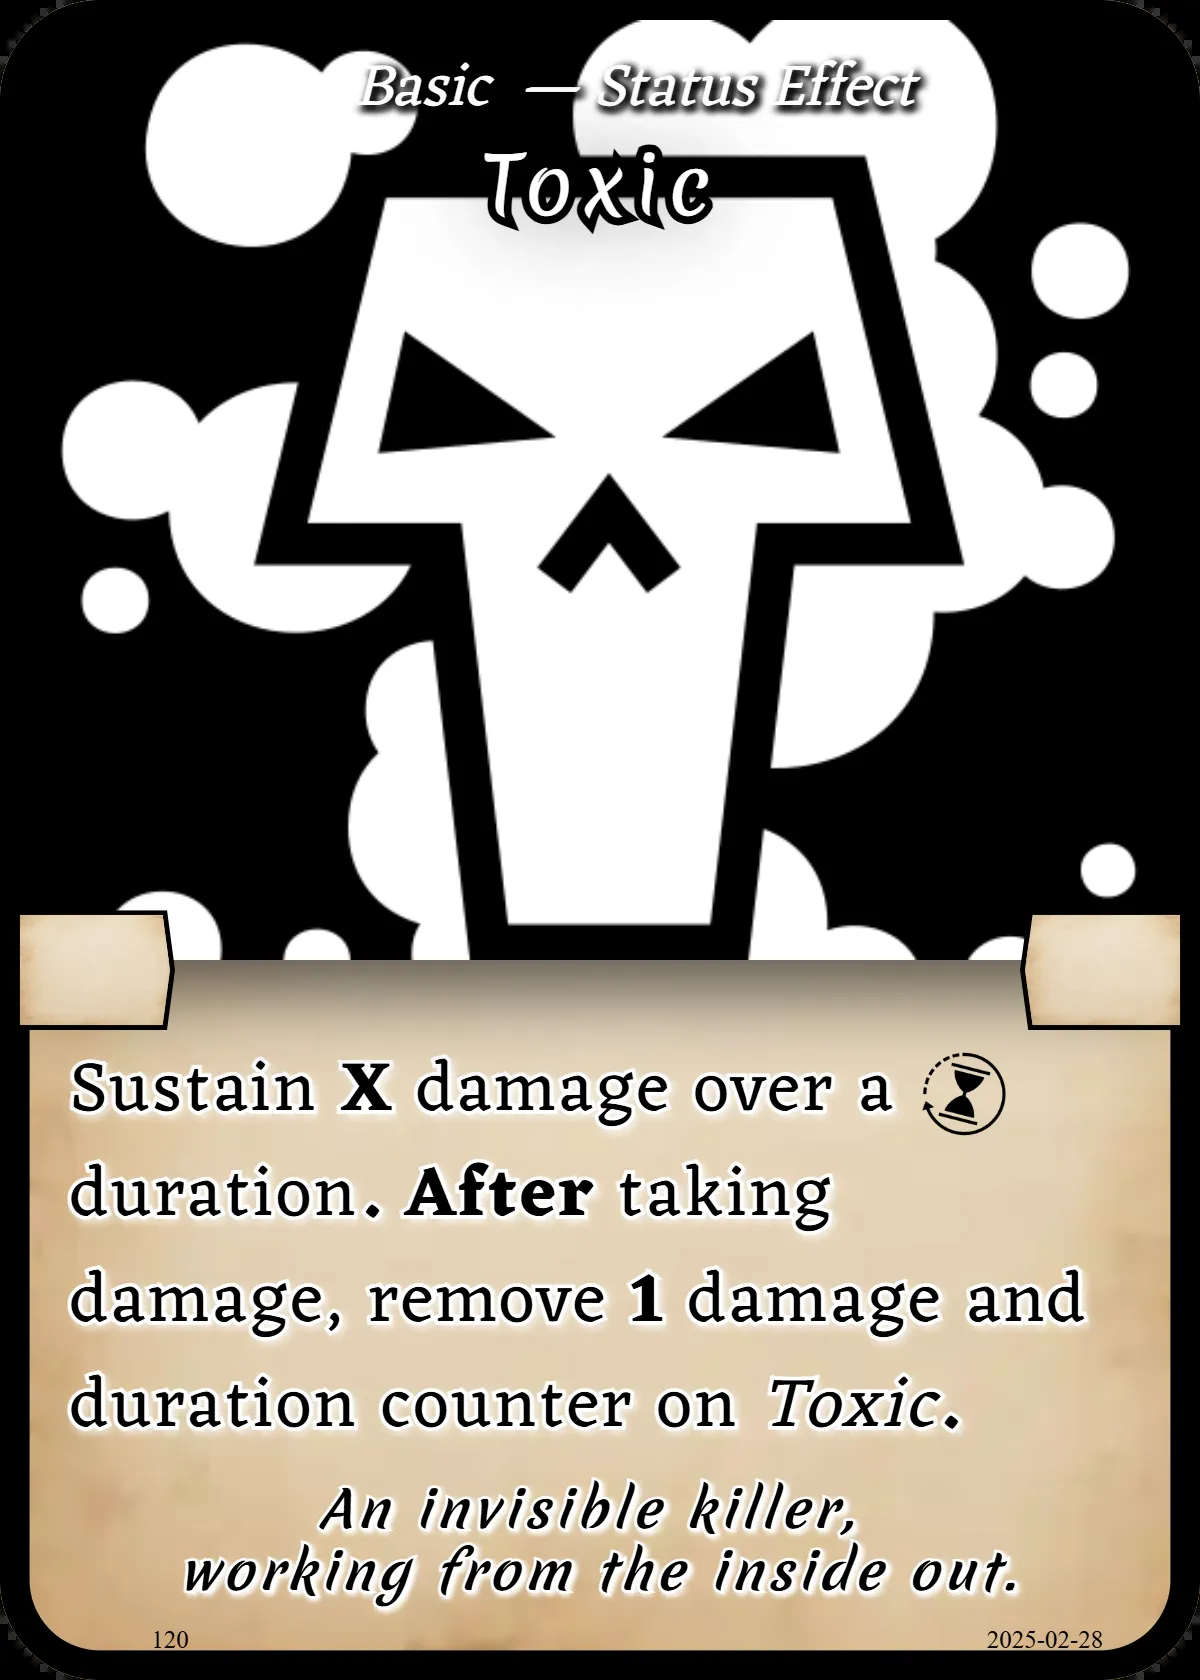 Basic — Status Effect
Toxic
Sustain X damage over a
duration. After taking
damage, remove 1 damage and
duration counter on Toxic.
An invisible killer,
working from the inside out.
120
2025-02-28